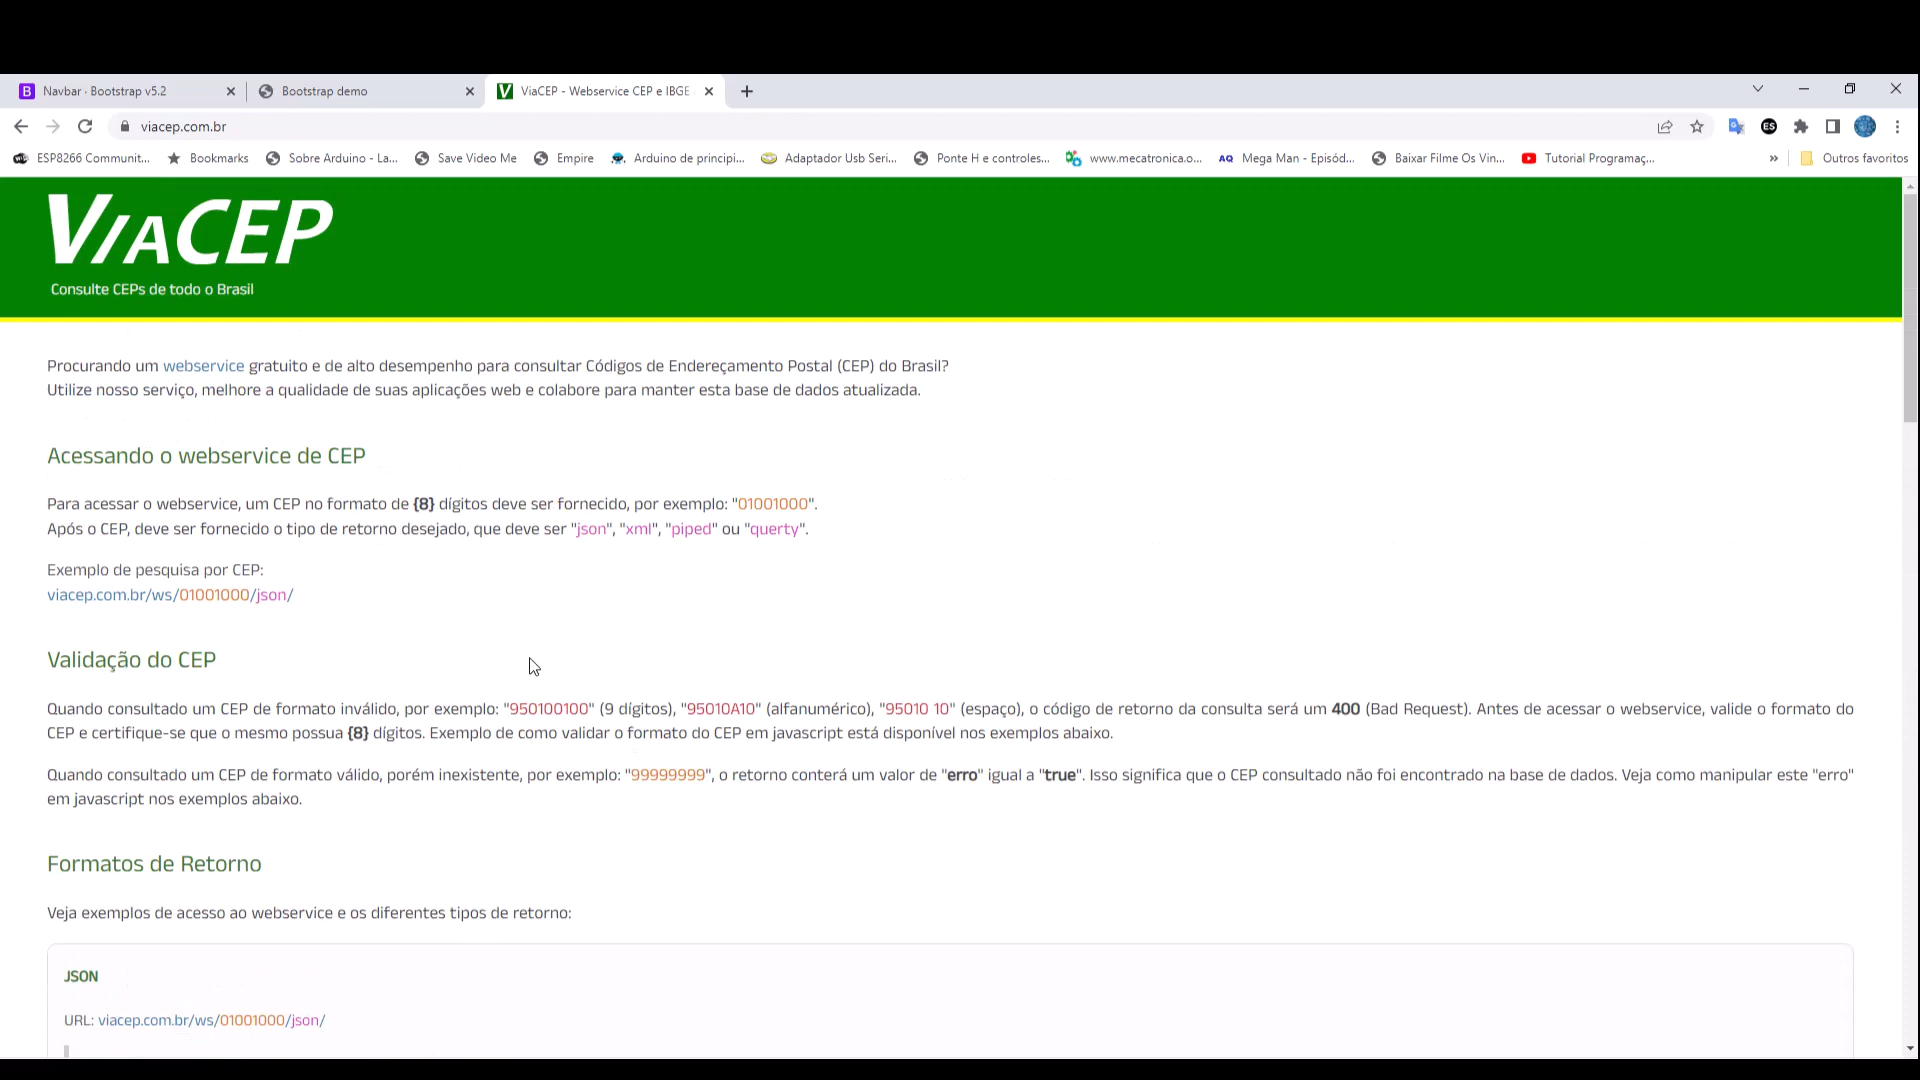 Navbar · Bootstrap v5.2
Bootstrap demo
ViaCEP - Webservice CEP e IBGE
viacep.com.br
ESP8266 Communit...
Bookmarks
Sobre Arduino - La...
Save Video Me
Empire
Arduino de principi...
Adaptador Usb Seri...
Ponte H e controles...
www.mecatronica.o...
Mega Man - Episód...
Baixar Filme Os Vin...
Tutorial Programaç...
Outros favoritos
VIACEP
Consulte CEPs de todo o Brasil
Procurando um webservice gratuito e de alto desempenho para consultar Códigos de Endereçamento Postal (CEP) do Brasil?
Utilize nosso serviço, melhore a qualidade de suas aplicações web e colabore para manter esta base de dados atualizada.
Acessando o webservice de CEP
Para acessar o webservice, um CEP no formato de {8} dígitos deve ser fornecido, por exemplo: "01001000".
Após o CEP, deve ser fornecido o tipo de retorno desejado, que deve ser "json", "xml", "piped" ou "querty".
Exemplo de pesquisa por CEP:
viacep.com.br/ws/01001000/json/
Validação do CEP
Quando consultado um CEP de formato inválido, por exemplo: "950100100" (9 dígitos), "95010A10" (alfanumérico), "95010 10" (espaço), o código de retorno da consulta será um 400 (Bad Request). Antes de acessar o webservice, valide o formato do
CEP e certifique-se que o mesmo possua {8} dígitos. Exemplo de como validar o formato do CEP em javascript está disponível nos exemplos abaixo.
Quando consultado um CEP de formato válido, porém inexistente, por exemplo: "99999999", o retorno conterá um valor de "erro" igual a "true". Isso significa que o CEP consultado não foi encontrado na base de dados. Veja como manipular este "erro"
em javascript nos exemplos abaixo.
Formatos de Retorno
Veja exemplos de acesso ao webservice e os diferentes tipos de retorno:
JSON
URL: viacep.com.br/ws/01001000/json/